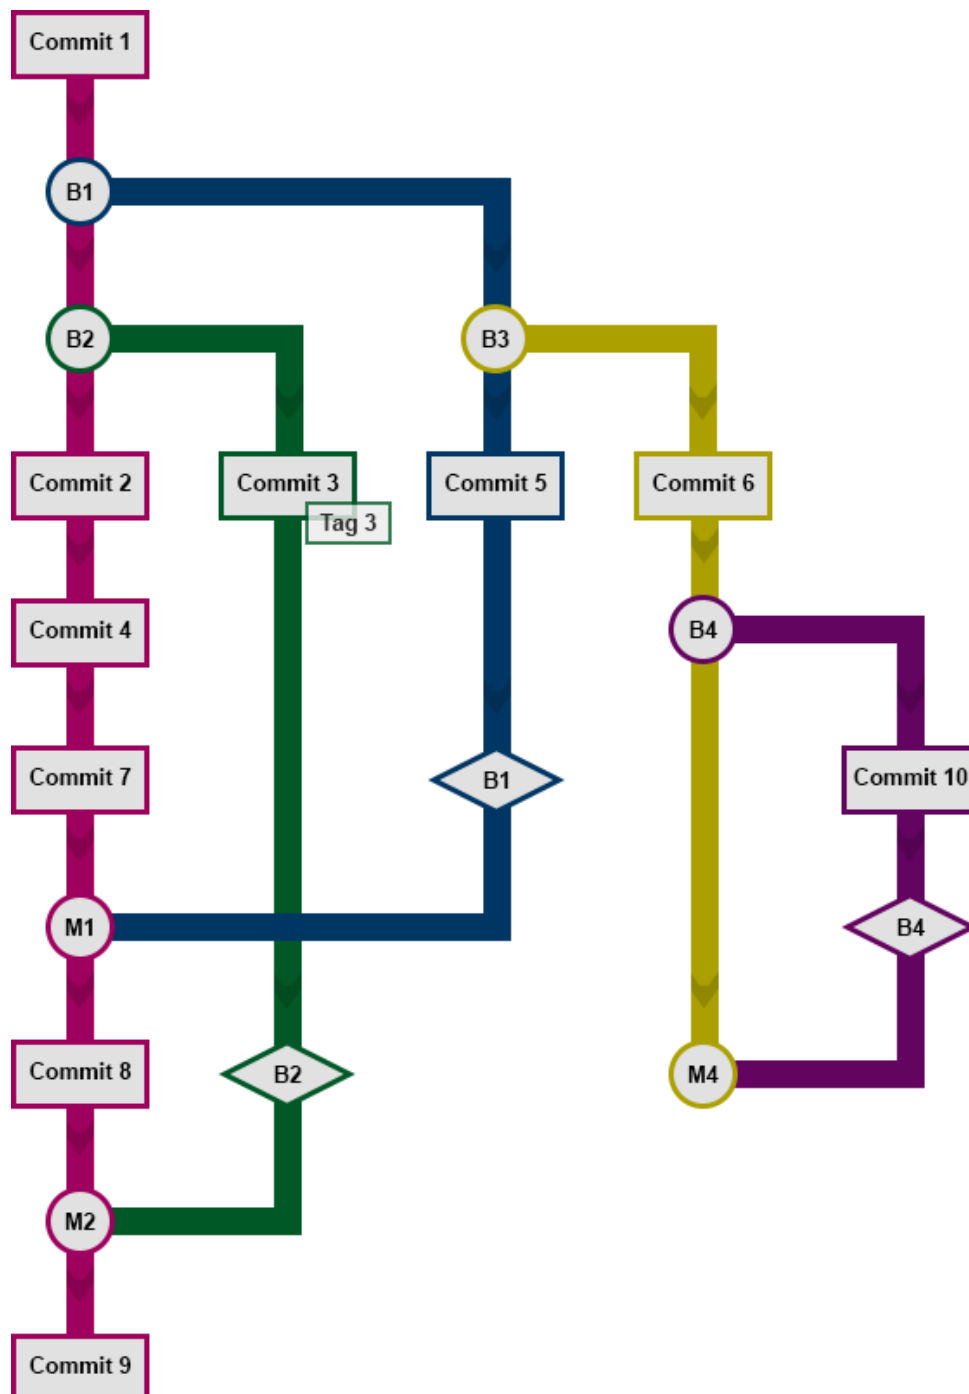 Commit 1
B1
B2
B3
Commit 2
Commit 3
Commit 5
Commit 6
Tag 3
Commit 4
B4
Commit 7
B1
Commit 10
M1
B4
Commit 8
B2
M4
M2
Commit 9